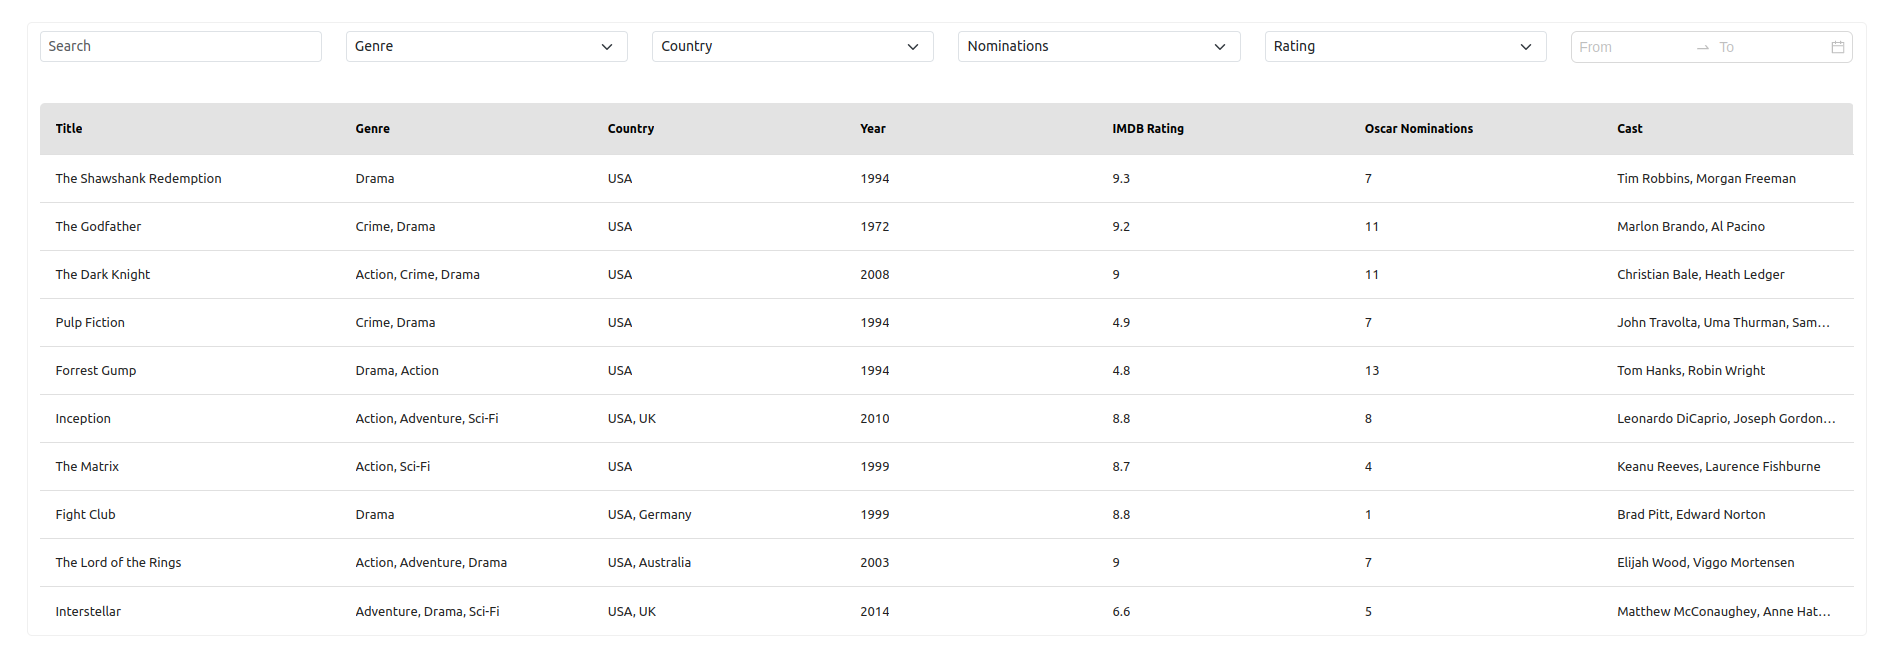 Search Genre Country Nominations Rating From To
Title Genre Country Year IMDB Rating Oscar Nominations Cast
The Shawshank Redemption Drama USA 1994 9.3 7 Tim Robbins, Morgan Freeman
The Godfather Crime, Drama USA 1972 9.2 11 Marlon Brando, Al Pacino
The Dark Knight Action, Crime, Drama USA 2008 9 11 Christian Bale, Heath Ledger
Pulp Fiction Crime, Drama USA 1994 4.9 7 John Travolta, Uma Thurman, Sam...
Forrest Gump Drama, Action USA 1994 4.8 13 Tom Hanks, Robin Wright
Inception Action, Adventure, Sci-Fi USA, UK 2010 8.8 8 Leonardo DiCaprio, Joseph Gordon...
The Matrix Action, Sci-Fi USA 1999 8.7 4 Keanu Reeves, Laurence Fishburne
Fight Club Drama USA, Germany 1999 8.8 1 Brad Pitt, Edward Norton
The Lord of the Rings Action, Adventure, Drama USA, Australia 2003 9 7 Elijah Wood, Viggo Mortensen
Interstellar Adventure, Drama, Sci-Fi USA, UK 2014 6.6 5 Matthew McConaughey, Anne Hat...